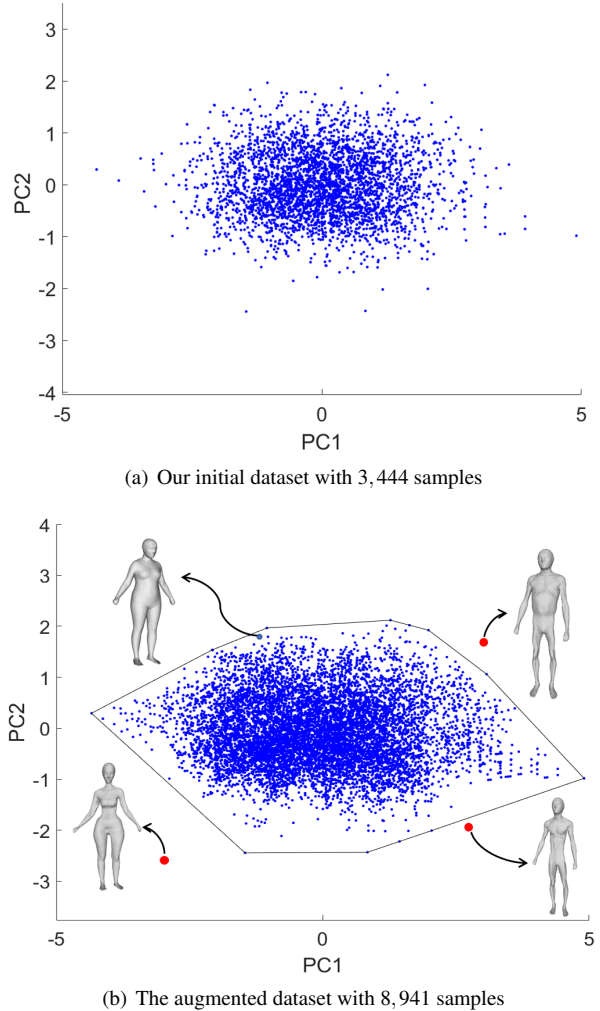 3
2
1
0
-1
-2
-3
-4
PC2
-5 0 5
PC1
(a) Our initial dataset with 3, 444 samples
4
3
2
1
0
-1
-2
-3
PC2
-5 0 5
PC1
(b) The augmented dataset with 8, 941 samples